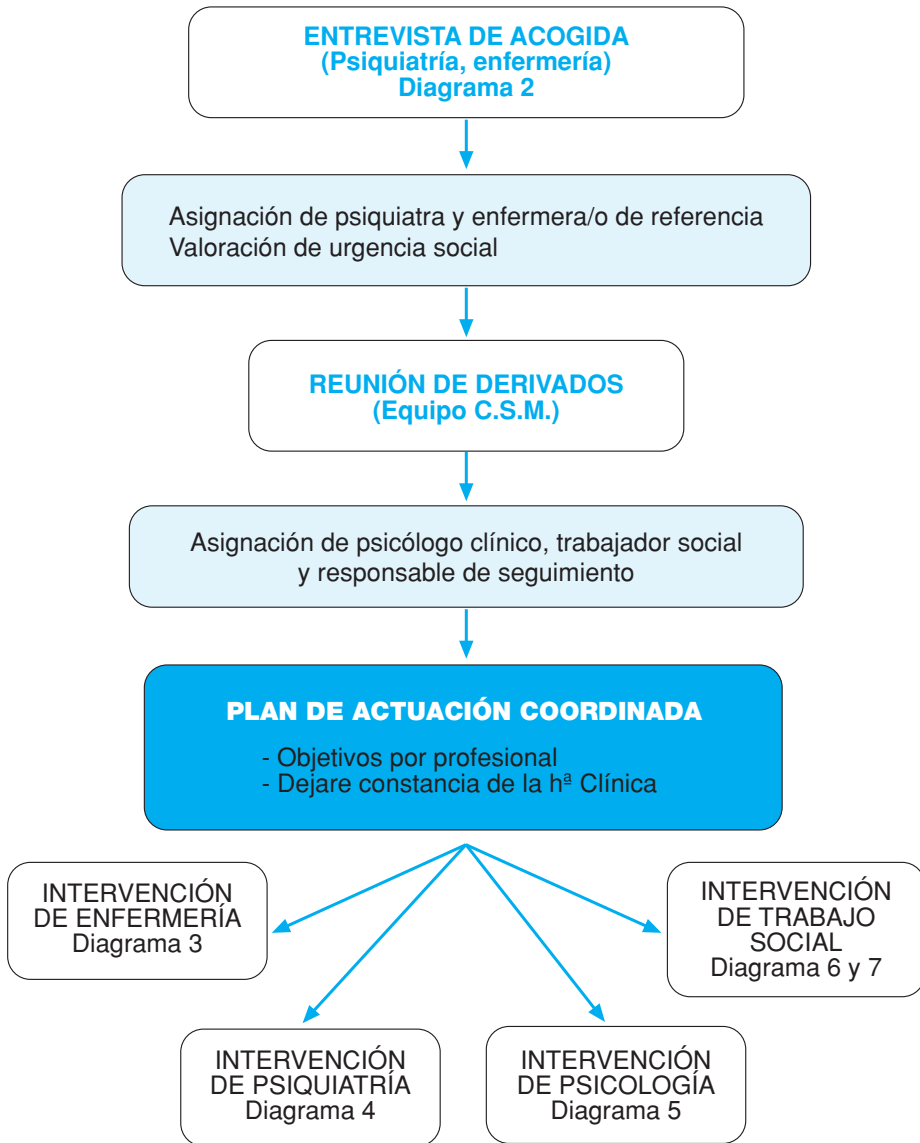 ENTREVISTA DE ACOGIDA
(Psiquiatría, enfermería)
Diagrama 2
Asignación de psiquiatra y enfermera/o de referencia
Valoración de urgencia social
REUNIÓN DE DERIVADOS
(Equipo C.S.M.)
Asignación de psicólogo clínico, trabajador social
y responsable de seguimiento
PLAN DE ACTUACIÓN COORDINADA
- Objetivos por profesional
- Dejare constancia de la hª Clínica
INTERVENCIÓN
DE ENFERMERÍA
Diagrama 3
INTERVENCIÓN
DE TRABAJO
SOCIAL
Diagrama 6 y 7
INTERVENCIÓN
DE PSIQUIATRÍA
Diagrama 4
INTERVENCIÓN
DE PSICOLOGÍA
Diagrama 5